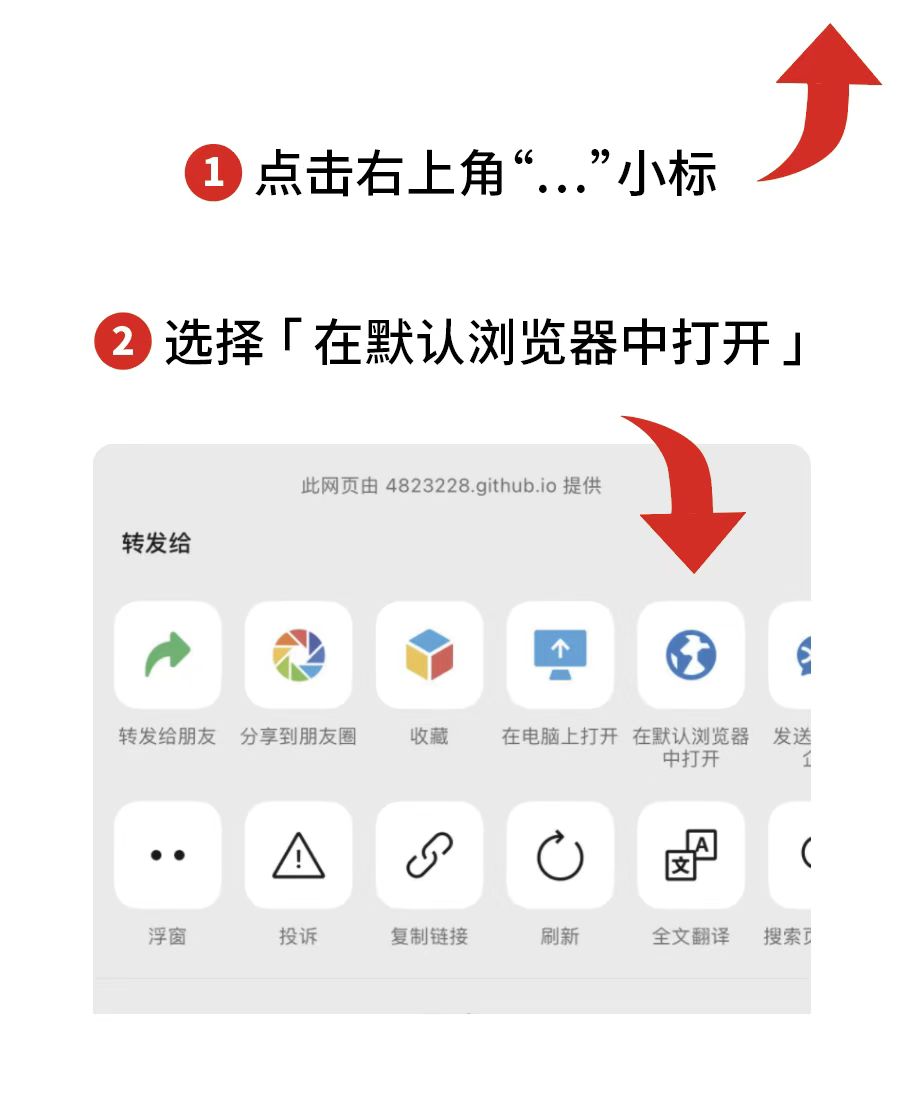 1 点击右上角“...”小标
2 选择「在默认浏览器中打开」
此网页由 4823228.github.io 提供
转发给
转发给朋友
分享到朋友圈
收藏
在电脑上打开
在默认浏览器
中打开
发送
浮窗
投诉
复制链接
刷新
文 A
全文翻译
搜索